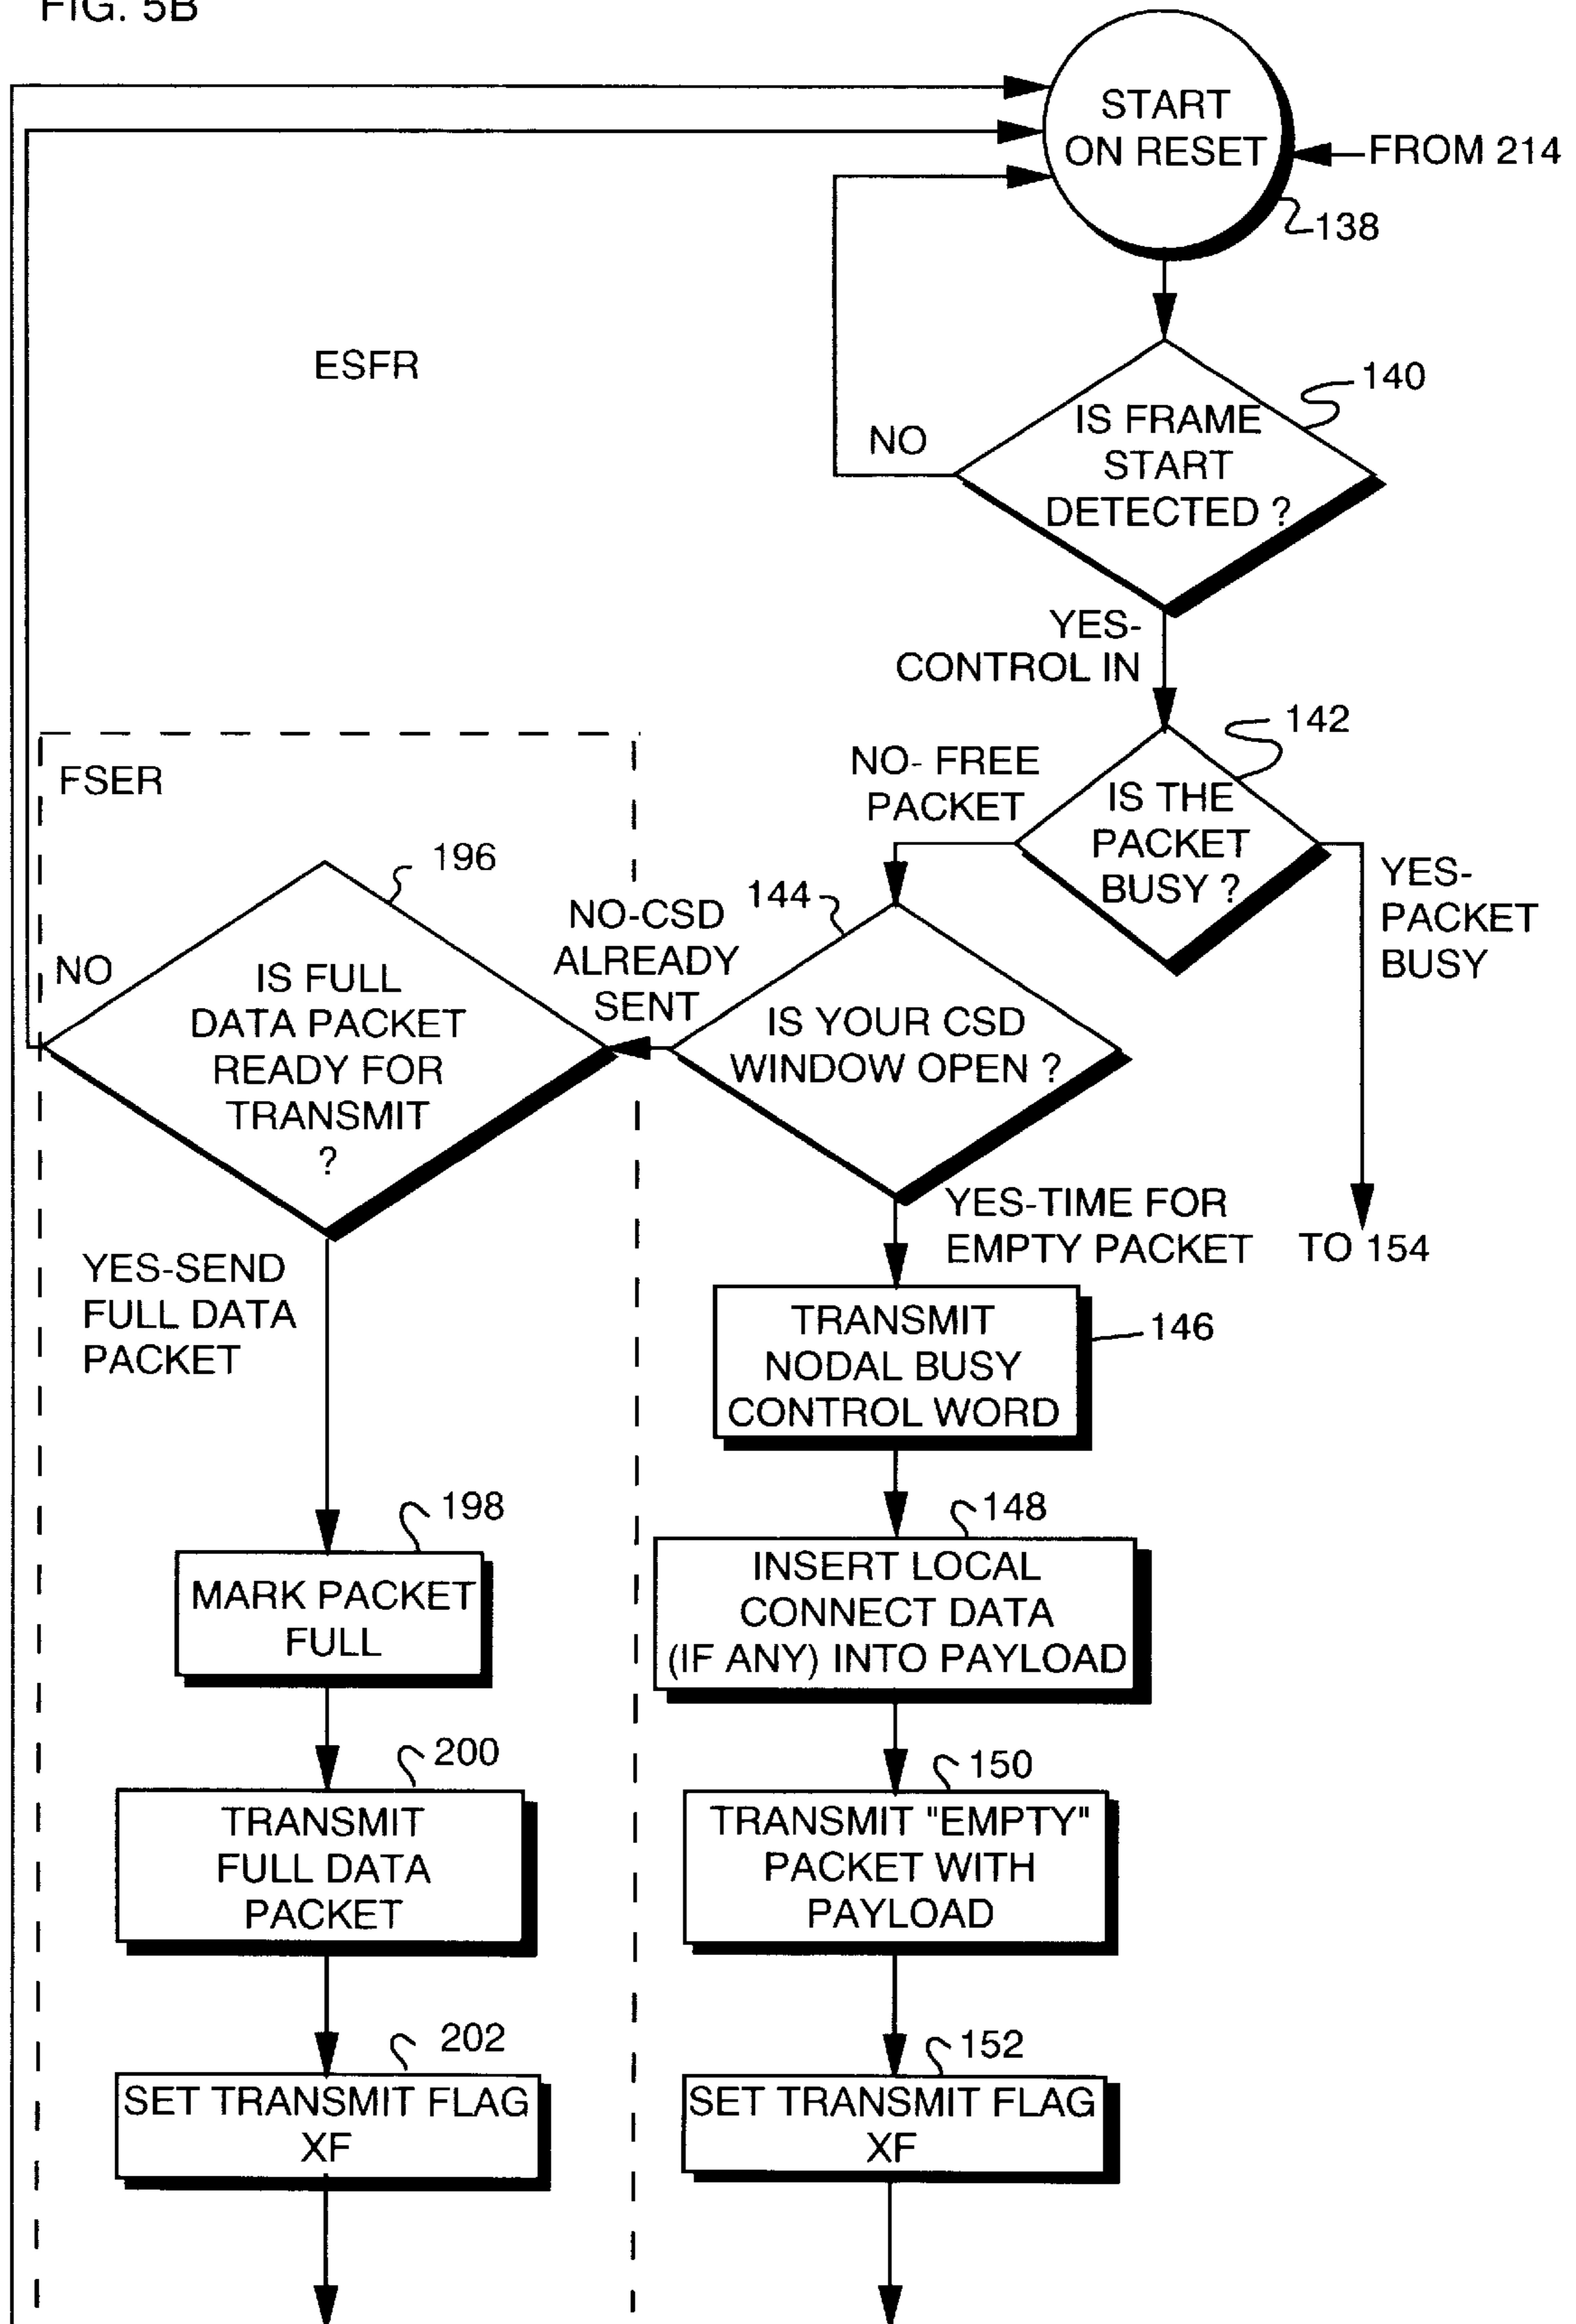 FIG. 5B
START
ON RESET
FROM 214
138
ESFR
140
IS FRAME
START
DETECTED ?
NO
YES-
CONTROL IN
142
NO- FREE
PACKET
IS THE
PACKET
BUSY ?
YES-
PACKET
BUSY
TO 154
FSER
196
NO
IS FULL
DATA PACKET
READY FOR
TRANSMIT
?
NO-CSD
ALREADY
SENT
144
IS YOUR CSD
WINDOW OPEN ?
YES-TIME FOR
EMPTY PACKET
YES-SEND
FULL DATA
PACKET
TRANSMIT
NODAL BUSY
CONTROL WORD
146
198
MARK PACKET
FULL
148
INSERT LOCAL
CONNECT DATA
(IF ANY) INTO PAYLOAD
200
TRANSMIT
FULL DATA
PACKET
150
TRANSMIT "EMPTY"
PACKET WITH
PAYLOAD
202
SET TRANSMIT FLAG
XF
152
SET TRANSMIT FLAG
XF